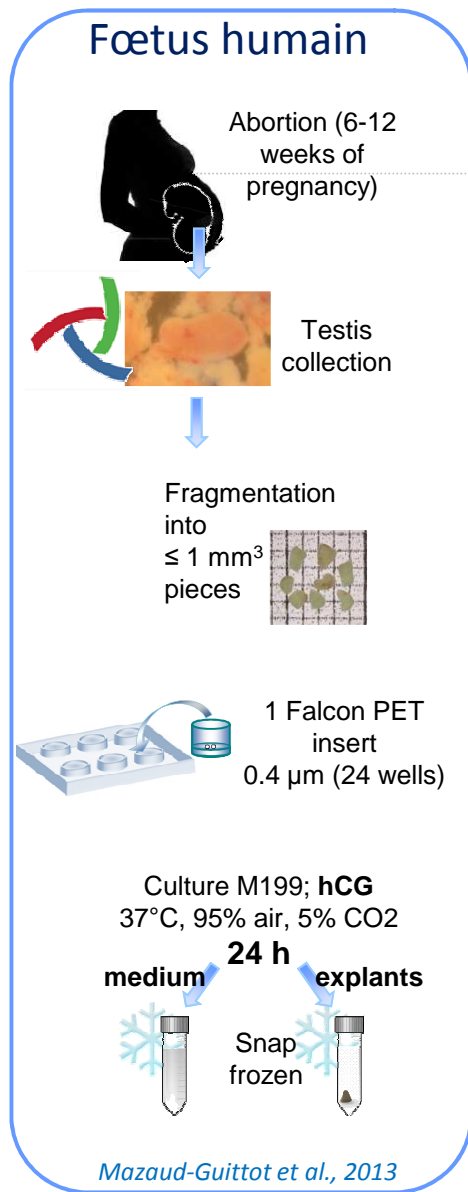 Fœtus humain
Abortion (6-12
weeks of
pregnancy)
Testis
collection
Fragmentation
into
≤ 1 mm³
pieces
1 Falcon PET
insert
0.4 µm (24 wells)
Culture M199; hCG
37°C, 95% air, 5% CO2
24 h
medium
explants
Snap
frozen
Mazaud-Guittot et al., 2013